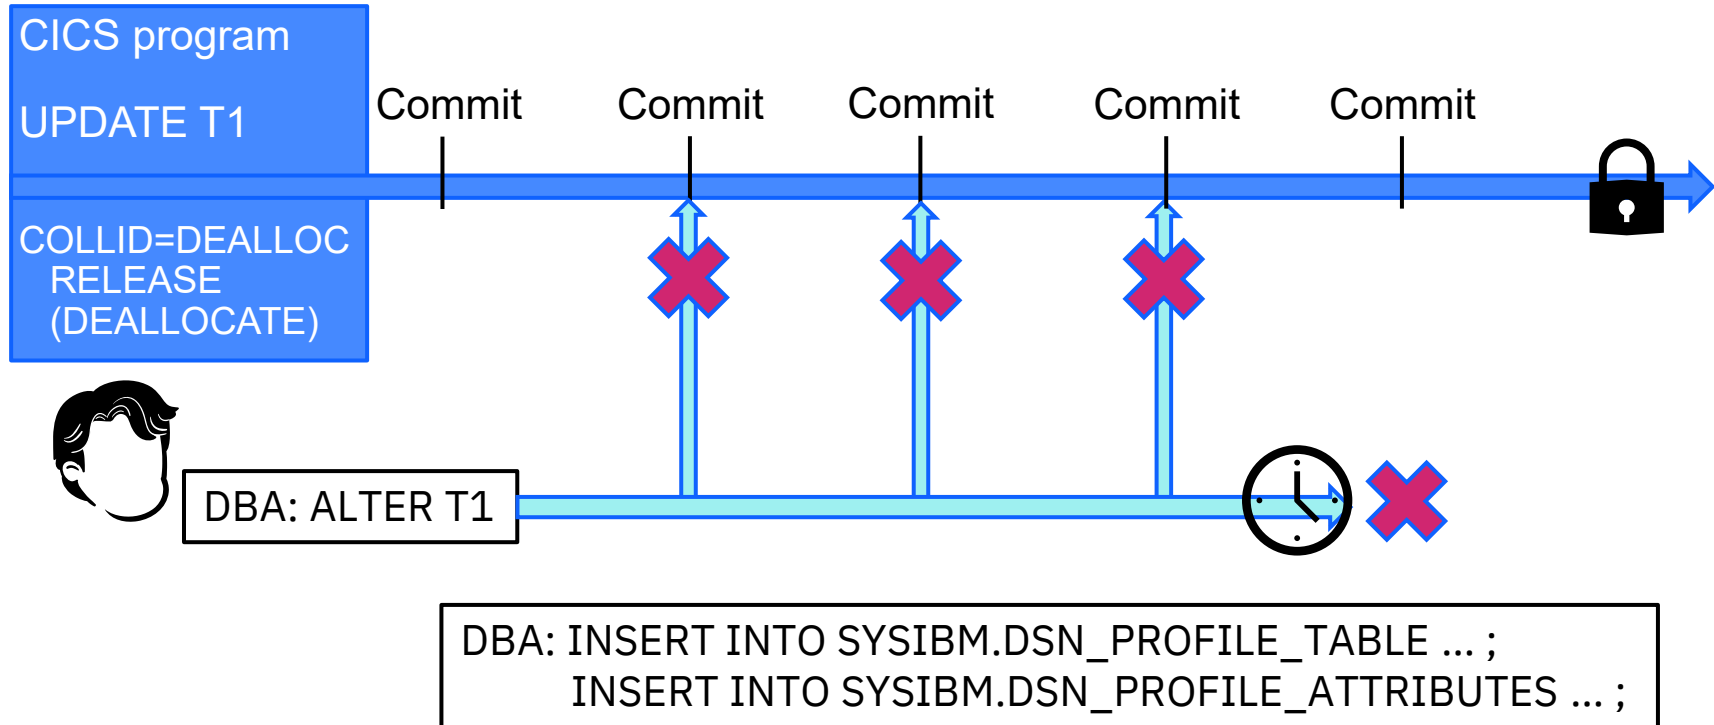 CICS program
UPDATE T1
Commit
Commit
Commit
Commit
Commit
COLLID=DEALLOC
RELEASE
(DEALLOCATE)
DBA: ALTER T1
DBA: INSERT INTO SYSIBM.DSN_PROFILE_TABLE ... ;
INSERT INTO SYSIBM.DSN_PROFILE_ATTRIBUTES ... ;